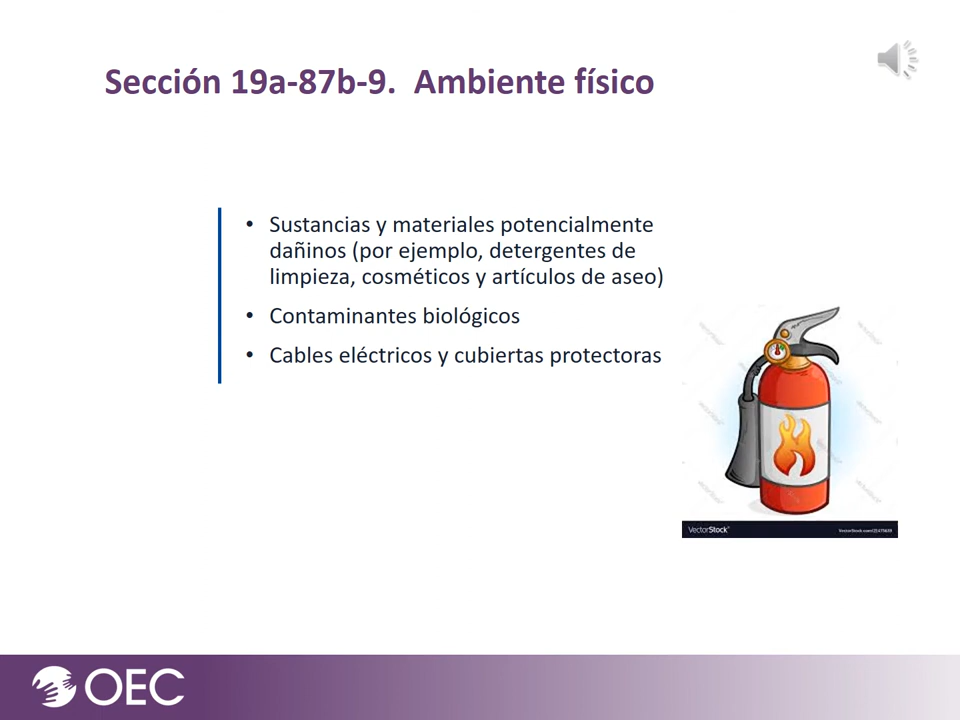 Sección 19a-87b-9. Ambiente físico
• Sustancias y materiales potencialmente
dañinos (por ejemplo, detergentes de
limpieza, cosméticos y artículos de aseo)
• Contaminantes biológicos
• Cables eléctricos y cubiertas protectoras
VectorStock
OEC